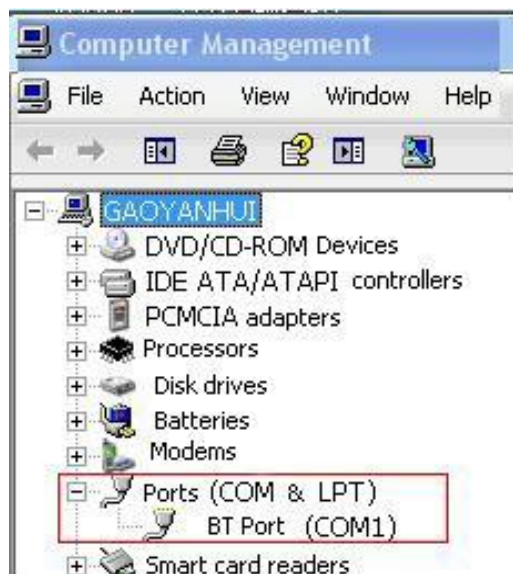 Computer Management
File Action View Window Help
GAOYANHUI
DVD/CD-ROM Devices
IDE ATA/ATAPI controllers
PCMCIA adapters
Processors
Disk drives
Batteries
Modems
Ports (COM & LPT)
BT Port (COM1)
Smart card readers